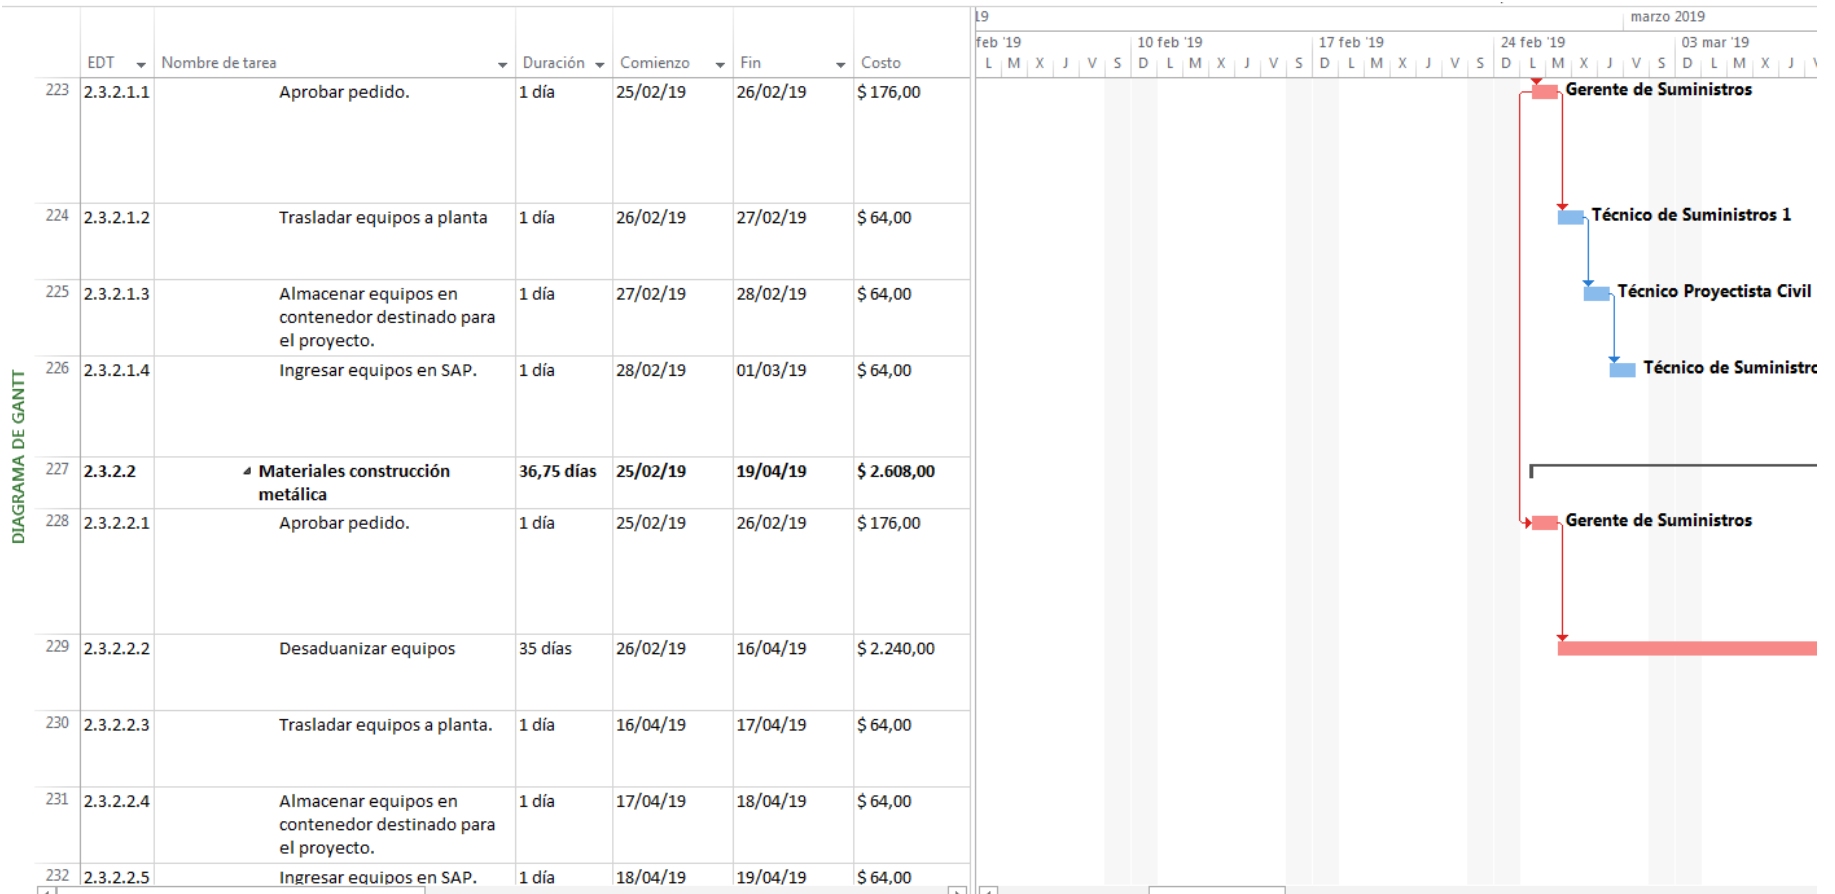 19
marzo 2019
feb '19
10 feb '19
17 feb '19
24 feb '19
03 mar '19
EDT Nombre de tarea Duración Comienzo Fin Costo
L M X J V S D L M X J V S D L M X J V S D L M X J V S D L M X J
223 2.3.2.1.1 Aprobar pedido. 1 día 25/02/19 26/02/19 $ 176,00
Gerente de Suministros
224 2.3.2.1.2 Trasladar equipos a planta 1 día 26/02/19 27/02/19 $ 64,00
Técnico de Suministros 1
225 2.3.2.1.3 Almacenar equipos en 1 día 27/02/19 28/02/19 $ 64,00
contenedor destinado para
el proyecto.
Técnico Proyectista Civil
226 2.3.2.1.4 Ingresar equipos en SAP. 1 día 28/02/19 01/03/19 $ 64,00
Técnico de Suministro
DIAGRAMA DE GANTT
227 2.3.2.2 Materiales construcción 36,75 días 25/02/19 19/04/19 $ 2.608,00
metálica
228 2.3.2.2.1 Aprobar pedido. 1 día 25/02/19 26/02/19 $ 176,00
Gerente de Suministros
229 2.3.2.2.2 Desaduanizar equipos 35 días 26/02/19 16/04/19 $ 2.240,00
230 2.3.2.2.3 Trasladar equipos a planta. 1 día 16/04/19 17/04/19 $ 64,00
231 2.3.2.2.4 Almacenar equipos en 1 día 17/04/19 18/04/19 $ 64,00
contenedor destinado para
el proyecto.
232 2.3.2.2.5 Ingresar equipos en SAP. 1 día 18/04/19 19/04/19 $ 64,00